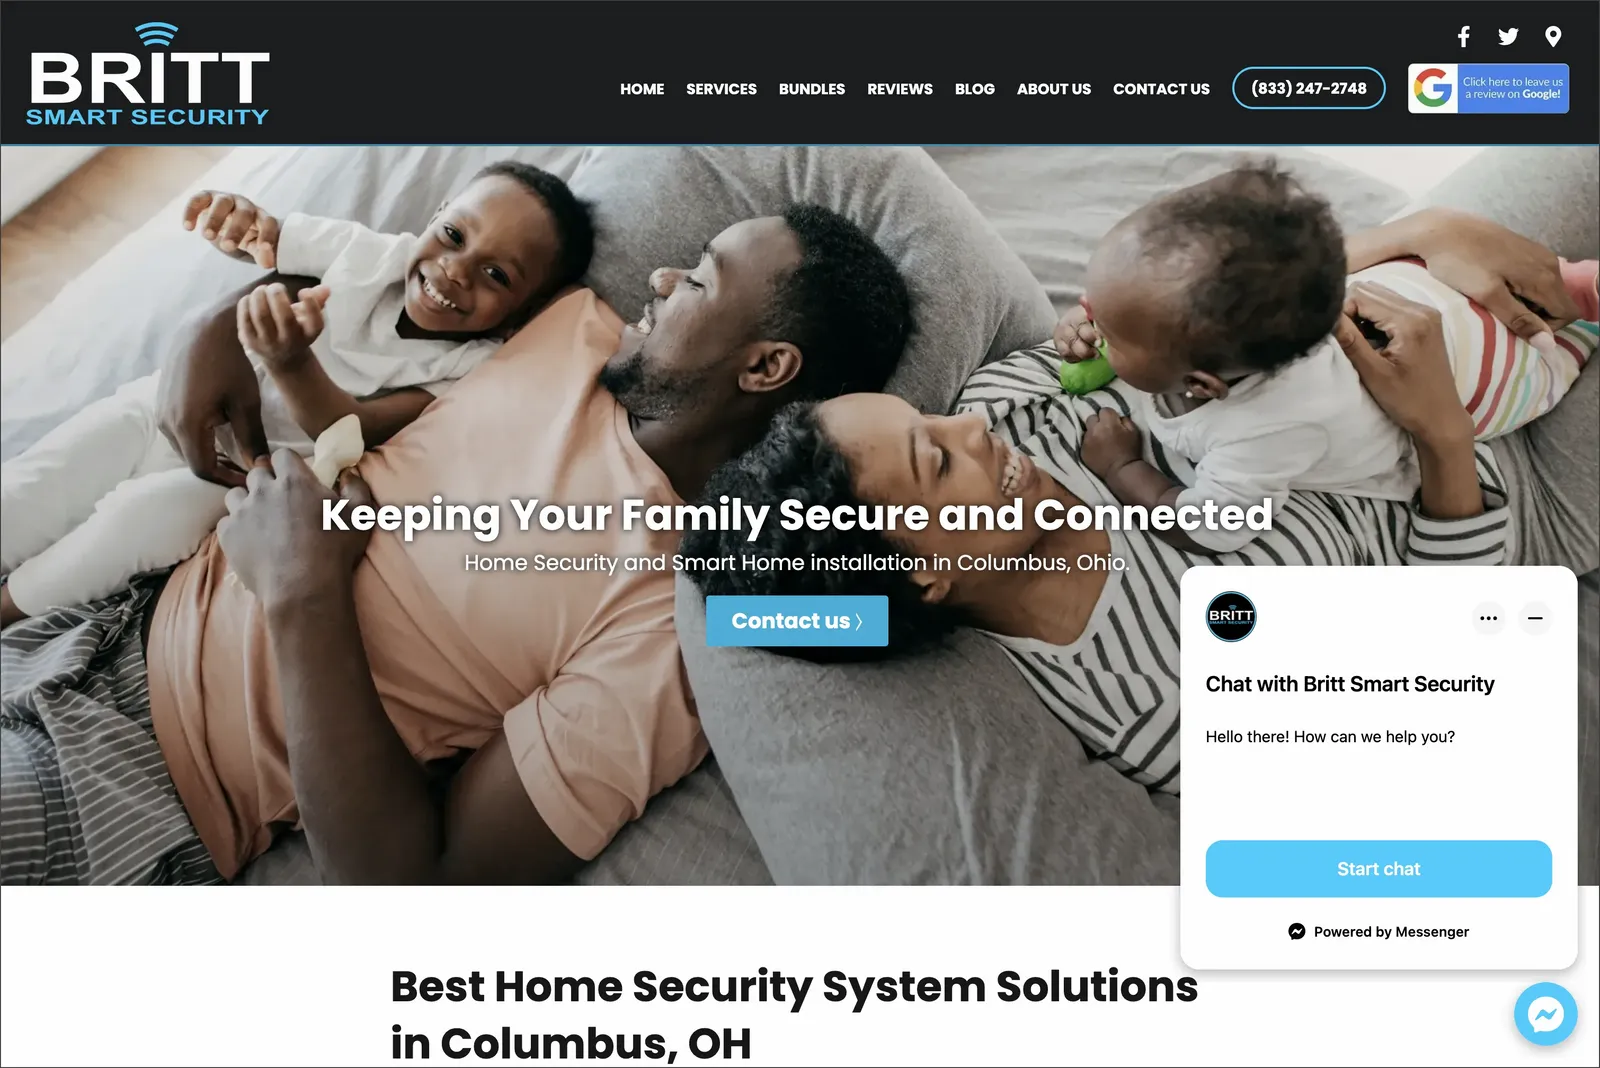 BRITT
SMART SECURITY
HOME SERVICES BUNDLES REVIEWS BLOG ABOUT US CONTACT US (833) 247-2748
Click here to leave us
a review on Google!
Keeping Your Family Secure and Connected
Home Security and Smart Home installation in Columbus, Ohio.
Contact us
BRITT
SMART SECURITY
Chat with Britt Smart Security
Hello there! How can we help you?
Start chat
Powered by Messenger
Best Home Security System Solutions
in Columbus, OH